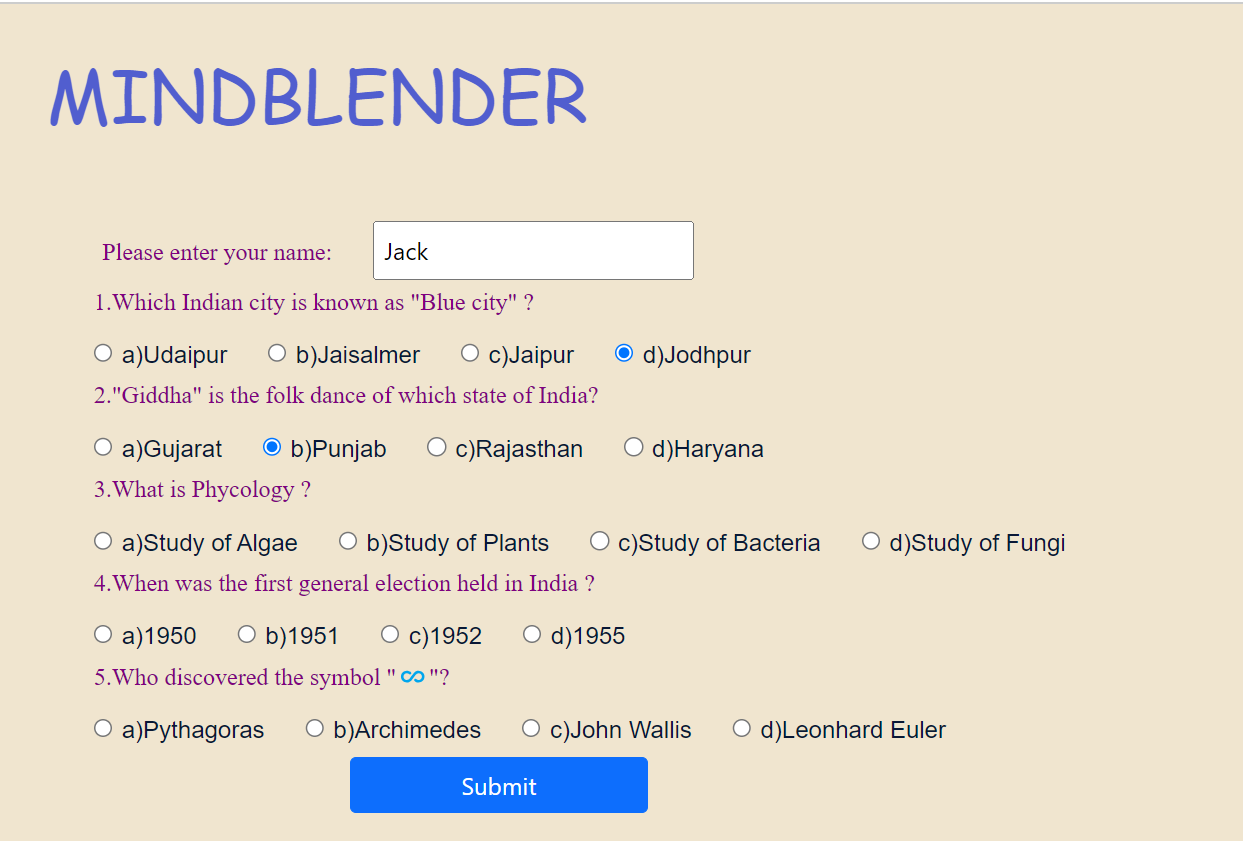 MINDBLENDER
Please enter your name: Jack
1.Which Indian city is known as "Blue city" ?
a)Udaipur b)Jaisalmer c)Jaipur d)Jodhpur
2."Giddha" is the folk dance of which state of India?
a)Gujarat b)Punjab c)Rajasthan d)Haryana
3.What is Phycology ?
a)Study of Algae b)Study of Plants c)Study of Bacteria d)Study of Fungi
4.When was the first general election held in India ?
a)1950 b)1951 c)1952 d)1955
5.Who discovered the symbol " ∞ "?
a)Pythagoras b)Archimedes c)John Wallis d)Leonhard Euler
Submit